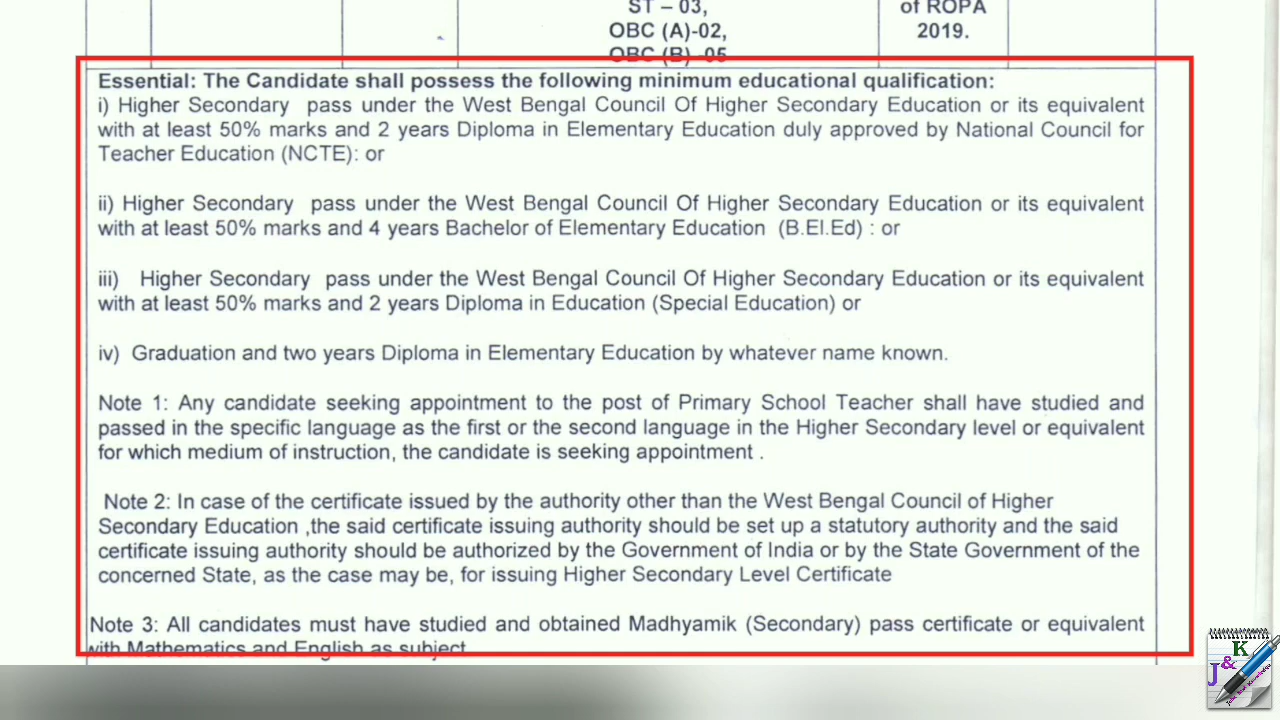 ST – 03,
of ROPA
OBC (A)-02,
2019.
OBC (B) -05
Essential: The Candidate shall possess the following minimum educational qualification:
i) Higher Secondary pass under the West Bengal Council Of Higher Secondary Education or its equivalent
with at least 50% marks and 2 years Diploma in Elementary Education duly approved by National Council for
Teacher Education (NCTE): or
ii) Higher Secondary pass under the West Bengal Council Of Higher Secondary Education or its equivalent
with at least 50% marks and 4 years Bachelor of Elementary Education (B.El.Ed) : or
iii) Higher Secondary pass under the West Bengal Council Of Higher Secondary Education or its equivalent
with at least 50% marks and 2 years Diploma in Education (Special Education) or
iv) Graduation and two years Diploma in Elementary Education by whatever name known.
Note 1: Any candidate seeking appointment to the post of Primary School Teacher shall have studied and
passed in the specific language as the first or the second language in the Higher Secondary level or equivalent
for which medium of instruction, the candidate is seeking appointment .
Note 2: In case of the certificate issued by the authority other than the West Bengal Council of Higher
Secondary Education ,the said certificate issuing authority should be set up a statutory authority and the said
certificate issuing authority should be authorized by the Government of India or by the State Government of the
concerned State, as the case may be, for issuing Higher Secondary Level Certificate
Note 3: All candidates must have studied and obtained Madhyamik (Secondary) pass certificate or equivalent
with Mathematics and English as subject
J&K